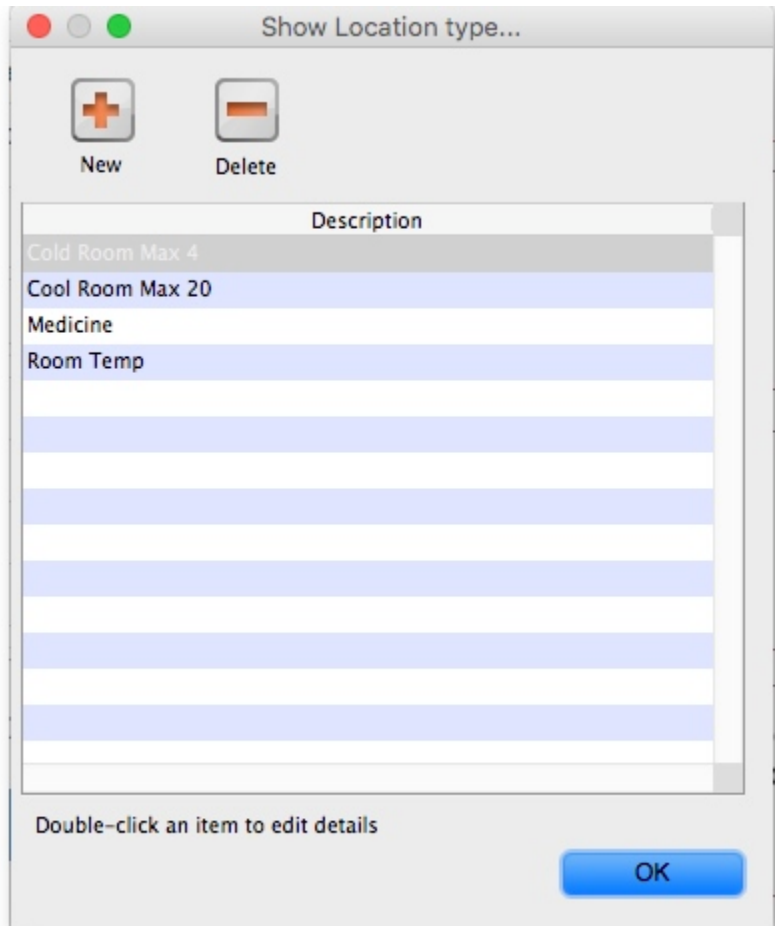 Show Location type...
New Delete
Description
Cold Room Max 4
Cool Room Max 20
Medicine
Room Temp
Double-click an item to edit details
OK